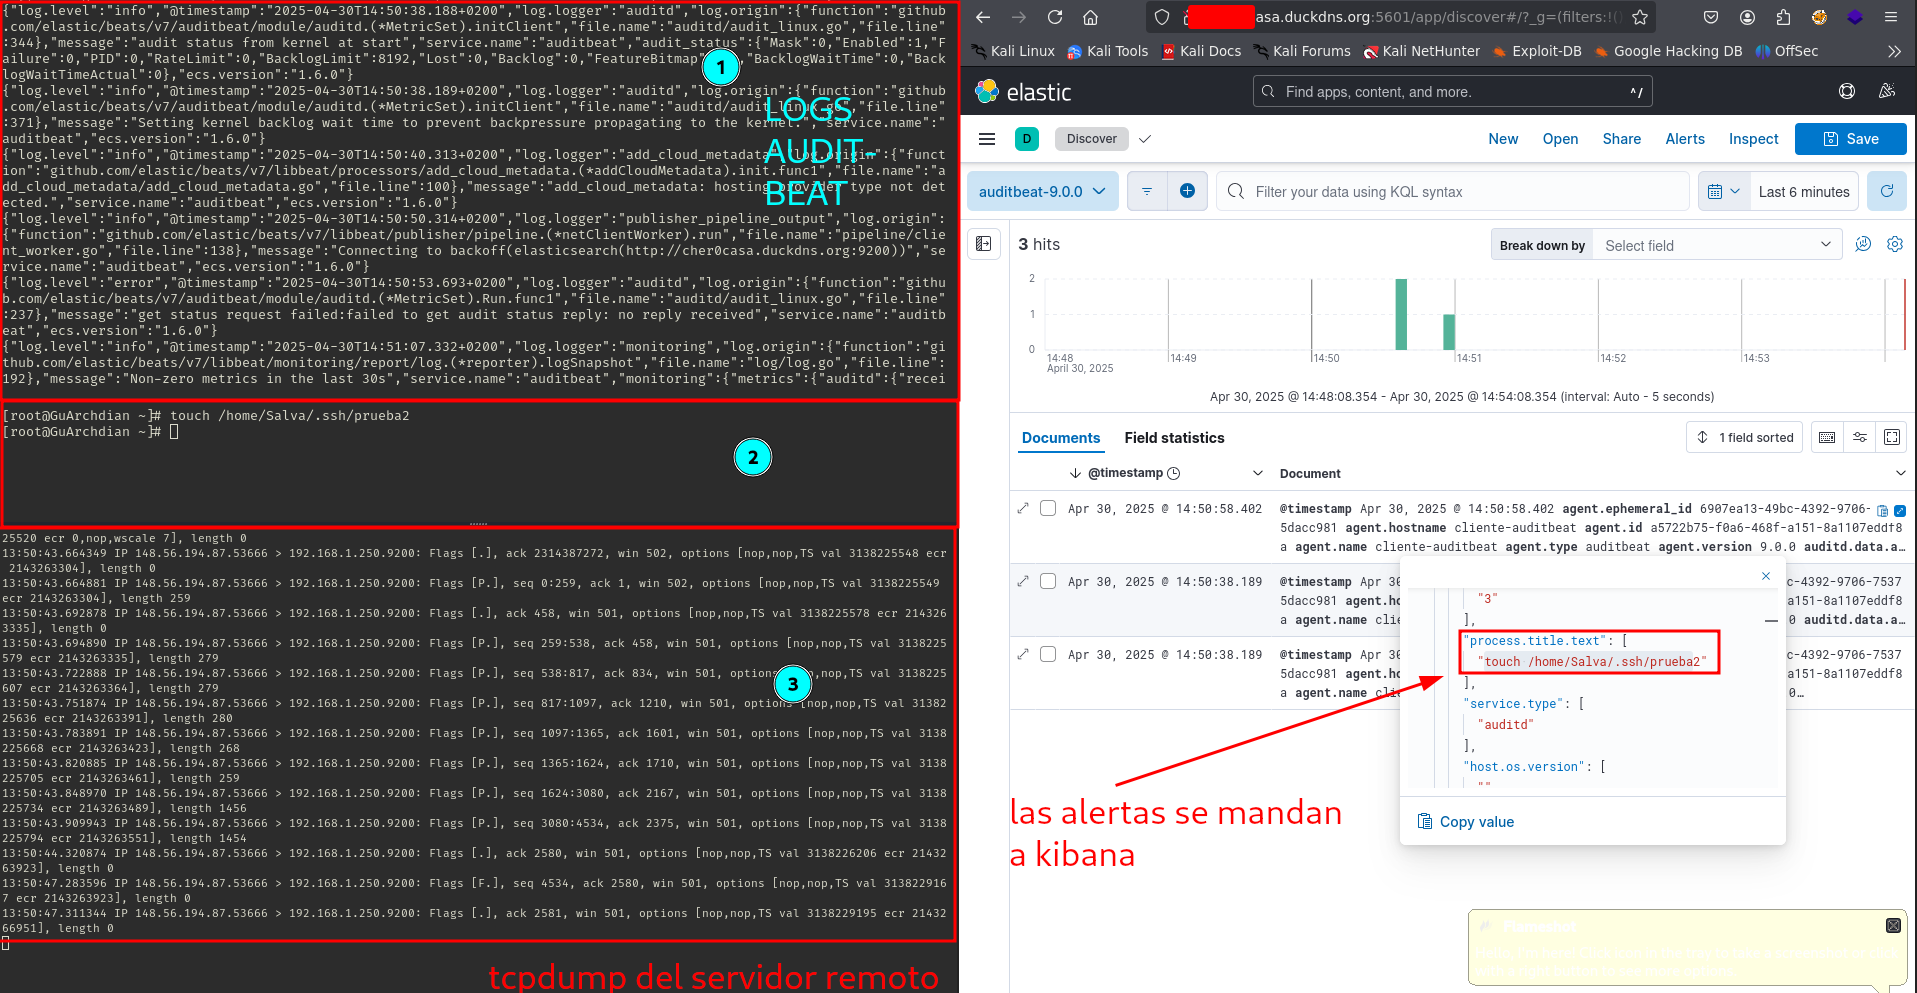 {"log.level":"info","@timestamp":"2025-04-30T14:50:38.188+0200","log.logger":"auditd","log.origin":{"function":"github
.com/elastic/beats/v7/auditbeat/module/auditd.(*MetricSet).initClient","file.name":"auditd/audit_linux.go","file.line"
:344},"message":"audit status from kernel at start","service.name":"auditbeat","audit_status":{"Mask":0,"Enabled":1,"F
ailure":0,"PID":0,"RateLimit":0,"BacklogLimit":8192,"Lost":0,"Backlog":0,"FeatureBitmap" "BacklogWaitTime":0,"Back
logWaitTimeActual":0},"ecs.version":"1.6.0"}
{"log.level":"info","@timestamp":"2025-04-30T14:50:38.189+0200","log.logger":"auditd","log.origin":{"function":"github
.com/elastic/beats/v7/auditbeat/module/auditd.(*MetricSet).initClient","file.name":"auditd/audit_linux.go","file.line"
:371},"message":"Setting kernel backlog wait time to prevent backpressure propagating to the kernel.","service.name":"
auditbeat","ecs.version":"1.6.0"}
{"log.level":"info","@timestamp":"2025-04-30T14:50:40.313+0200","log.logger":"add_cloud_metadata","log.origin":{"funct
ion":"github.com/elastic/beats/v7/libbeat/processors/add_cloud_metadata.(*addCloudMetadata).init.func1","file.name":"a
dd_cloud_metadata/add_cloud_metadata.go","file.line":100},"message":"add_cloud_metadata: hosting provider type not det
ected.","service.name":"auditbeat","ecs.version":"1.6.0"}
{"log.level":"info","@timestamp":"2025-04-30T14:50:50.314+0200","log.logger":"publisher_pipeline_output","log.origin":
{"function":"github.com/elastic/beats/v7/libbeat/publisher/pipeline.(*netClientWorker).run","file.name":"pipeline/clie
nt_worker.go","file.line":138},"message":"Connecting to backoff(elasticsearch(http://cher0casa.duckdns.org:9200))","se
rvice.name":"auditbeat","ecs.version":"1.6.0"}
{"log.level":"error","@timestamp":"2025-04-30T14:50:53.693+0200","log.logger":"auditd","log.origin":{"function":"githu
b.com/elastic/beats/v7/auditbeat/module/auditd.(*MetricSet).Run.func1","file.name":"auditd/audit_linux.go","file.line"
:237},"message":"get status request failed:failed to get audit status reply: no reply received","service.name":"auditb
eat","ecs.version":"1.6.0"}
{"log.level":"info","@timestamp":"2025-04-30T14:51:07.332+0200","log.logger":"monitoring","log.origin":{"function":"gi
thub.com/elastic/beats/v7/libbeat/monitoring/report/log.(*reporter).logSnapshot","file.name":"log/log.go","file.line":
192},"message":"Non-zero metrics in the last 30s","service.name":"auditbeat","monitoring":{"metrics":{"auditd":{"recei
1
LOGS
AUDIT-
BEAT
[root@GuArchdian ~]# touch /home/Salva/.ssh/prueba2
[root@GuArchdian ~]#
2
25520 ecr 0,nop,wscale 7], length 0
13:50:43.664349 IP 148.56.194.87.53666 > 192.168.1.250.9200: Flags [.], ack 2314387272, win 502, options [nop,nop,TS val 3138225548 ecr
2143263304], length 0
13:50:43.664881 IP 148.56.194.87.53666 > 192.168.1.250.9200: Flags [P.], seq 0:259, ack 1, win 502, options [nop,nop,TS val 3138225549
ecr 2143263304], length 259
13:50:43.692878 IP 148.56.194.87.53666 > 192.168.1.250.9200: Flags [.], ack 458, win 501, options [nop,nop,TS val 3138225578 ecr 214326
3335], length 0
13:50:43.694890 IP 148.56.194.87.53666 > 192.168.1.250.9200: Flags [P.], seq 259:538, ack 458, win 501, options [nop,nop,TS val 3138225
579 ecr 2143263335], length 279
13:50:43.722888 IP 148.56.194.87.53666 > 192.168.1.250.9200: Flags [P.], seq 538:817, ack 834, win 501, options [nop,nop,TS val 3138225
607 ecr 2143263364], length 279
13:50:43.751874 IP 148.56.194.87.53666 > 192.168.1.250.9200: Flags [P.], seq 817:1097, ack 1210, win 501, options [nop,nop,TS val 31382
25636 ecr 2143263391], length 280
13:50:43.783891 IP 148.56.194.87.53666 > 192.168.1.250.9200: Flags [P.], seq 1097:1365, ack 1601, win 501, options [nop,nop,TS val 3138
225668 ecr 2143263423], length 268
13:50:43.820885 IP 148.56.194.87.53666 > 192.168.1.250.9200: Flags [P.], seq 1365:1624, ack 1710, win 501, options [nop,nop,TS val 3138
225705 ecr 2143263461], length 259
13:50:43.848970 IP 148.56.194.87.53666 > 192.168.1.250.9200: Flags [P.], seq 1624:3080, ack 2167, win 501, options [nop,nop,TS val 3138
225734 ecr 2143263489], length 1456
13:50:43.909943 IP 148.56.194.87.53666 > 192.168.1.250.9200: Flags [P.], seq 3080:4534, ack 2375, win 501, options [nop,nop,TS val 3138
225794 ecr 2143263551], length 1454
13:50:44.320874 IP 148.56.194.87.53666 > 192.168.1.250.9200: Flags [.], ack 2580, win 501, options [nop,nop,TS val 3138226206 ecr 21432
63923], length 0
13:50:47.283596 IP 148.56.194.87.53666 > 192.168.1.250.9200: Flags [F.], seq 4534, ack 2580, win 501, options [nop,nop,TS val 313822916
7 ecr 2143263923], length 0
13:50:47.311344 IP 148.56.194.87.53666 > 192.168.1.250.9200: Flags [.], ack 2581, win 501, options [nop,nop,TS val 3138229195 ecr 21432
66951], length 0
3
tcpdump del servidor remoto
asa.duckdns.org:5601/app/discover#/?_g=(filters:!(
Kali Linux Kali Tools Kali Docs Kali Forums Kali NetHunter Exploit-DB Google Hacking DB OffSec
elastic
Find apps, content, and more. ^/
D Discover New Open Share Alerts Inspect Save
auditbeat-9.0.0 Filter your data using KQL syntax Last 6 minutes
3 hits Break down by Select field
2
1
0
14:48 14:49 14:50 14:51 14:52 14:53
April 30, 2025
Apr 30, 2025 @ 14:48:08.354 - Apr 30, 2025 @ 14:54:08.354 (interval: Auto - 5 seconds)
Documents Field statistics 1 field sorted
@timestamp Document
Apr 30, 2025 @ 14:50:58.402 @timestamp Apr 30, 2025 @ 14:50:58.402 agent.ephemeral_id 6907ea13-49bc-4392-9706-
5dacc981 agent.hostname cliente-auditbeat agent.id a5722b75-f0a6-468f-a151-8a1107eddf8
a agent.name cliente-auditbeat agent.type auditbeat agent.version 9.0.0 auditd.data.a…
Apr 30, 2025 @ 14:50:38.189 @timestamp Apr 30 c-4392-9706-7537
5dacc981 agent.ho a151-8a1107eddf8
a agent.name clie 0 auditd.data.a…
Apr 30, 2025 @ 14:50:38.189 @timestamp Apr 30 c-4392-9706-7537
5dacc981 agent.ho a151-8a1107eddf8
a agent.name clie 0…
"3"
],
"process.title.text": [
"touch /home/Salva/.ssh/prueba2"
],
"service.type": [
"auditd"
],
"host.os.version": [
""
Copy value
las alertas se mandan
a kibana